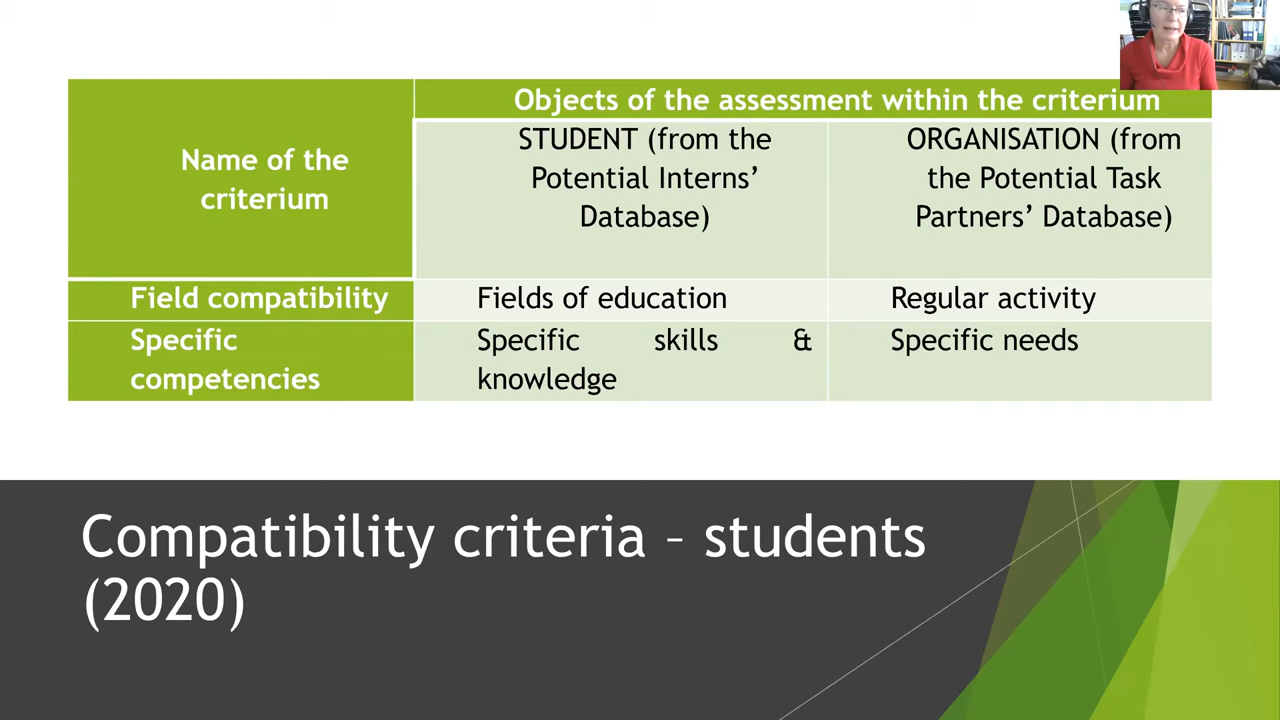 Objects of the assessment within the criterium
Name of the
criterium
STUDENT (from the
Potential Interns’
Database)
ORGANISATION (from
the Potential Task
Partners’ Database)
Field compatibility
Fields of education
Regular activity
Specific
competencies
Specific skills &
knowledge
Specific needs
Compatibility criteria – students
(2020)